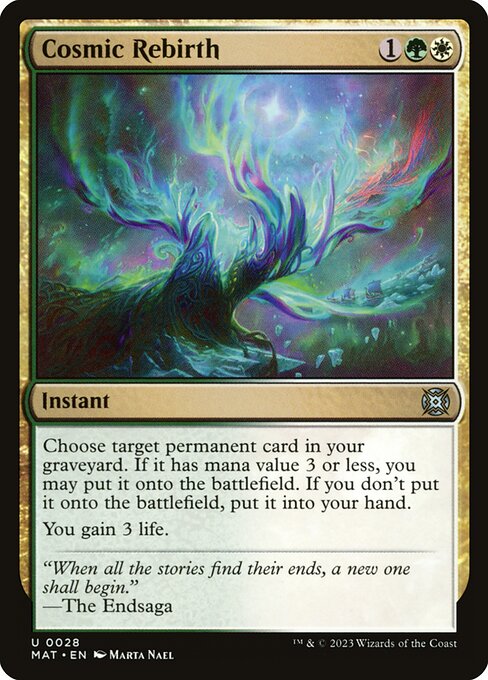 Cosmic Rebirth 1
Instant
Choose target permanent card in your
graveyard. If it has mana value 3 or less, you
may put it onto the battlefield. If you don't put
it onto the battlefield, put it into your hand.
You gain 3 life.
"When all the stories find their ends, a new one
shall begin."
—The Endsaga
U 0028
MAT • EN Marta Nael
™ & © 2023 Wizards of the Coast